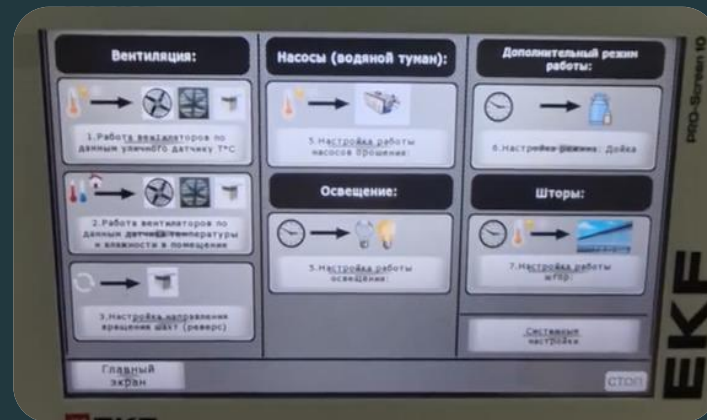 Вентиляция:
1.Работа вентиляторов по
данным уличного датчику Т°С
2.Работа вентиляторов по
данным датчика температуры
и влажности в помещение
3.Настройка направления
вращения шахт (реверс)
Насосы (водяной туман):
5.Настройка работы
насосов орошения:
Освещение:
5.Настройка работы
освещения:
Дополнительный режим
работы:
6.Настройка режима: Дойка
Шторы:
7.Настройка работы
штор:
Системные
настройки
Главный
экран
СТОП
PRO-Screen 10
EKF
EKF